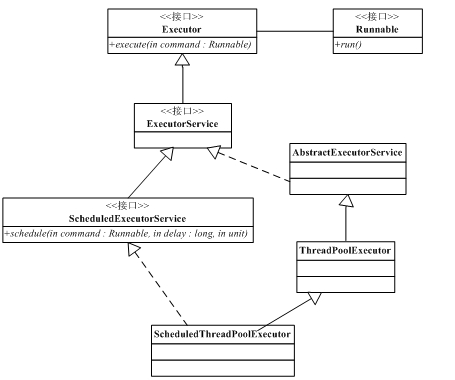 <<接口>>
Executor
+execute(in command : Runnable)
<<接口>>
Runnable
+run()
<<接口>>
ExecutorService
AbstractExecutorService
<<接口>>
ScheduledExecutorService
+schedule(in command : Runnable, in delay : long, in unit)
ThreadPoolExecutor
ScheduledThreadPoolExecutor